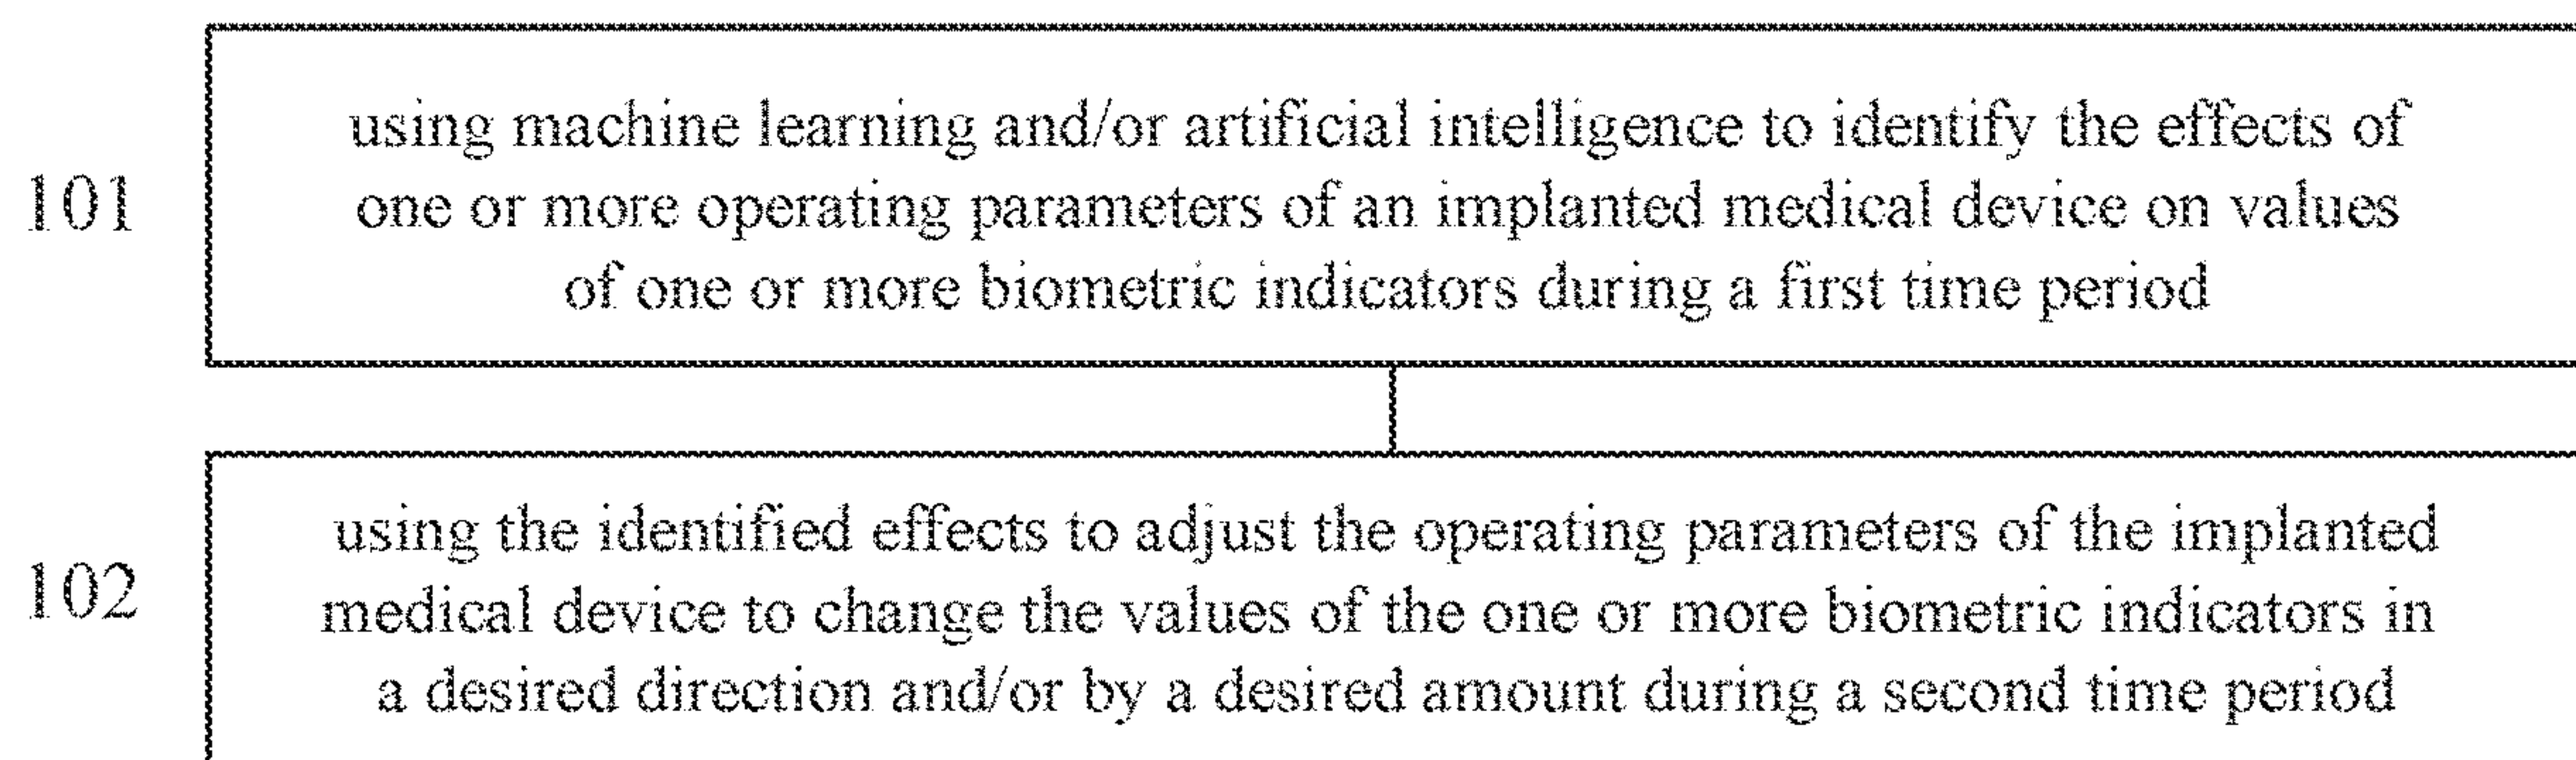 using machine learning and/or artificial intelligence to identify the effects of
101
one or more operating parameters of an implanted medical device on values
of one or more biometric indicators during a first time period
using the identified effects to adjust the operating parameters of the implanted
102
medical device to change the values of the one or more biometric indicators in
a desired direction and/or by a desired amount during a second time period